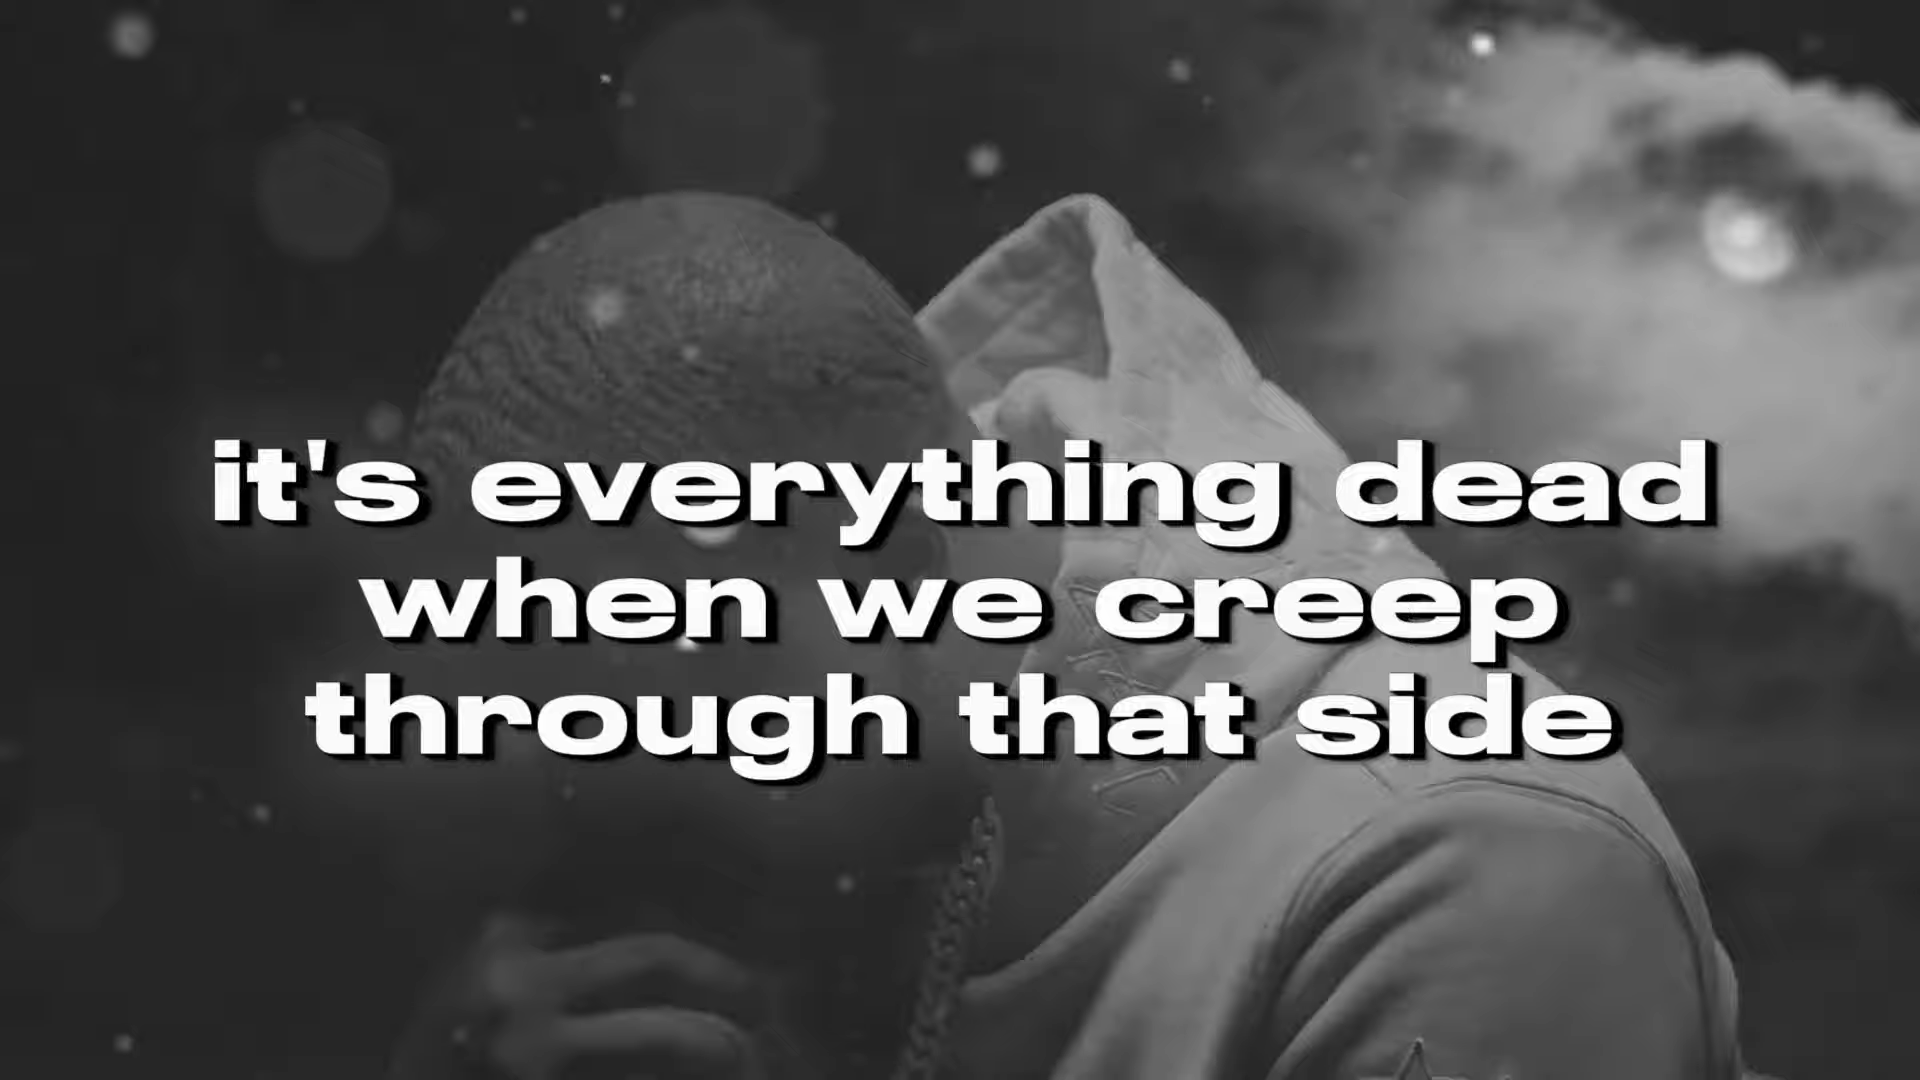 it's everything dead
when we creep
through that side